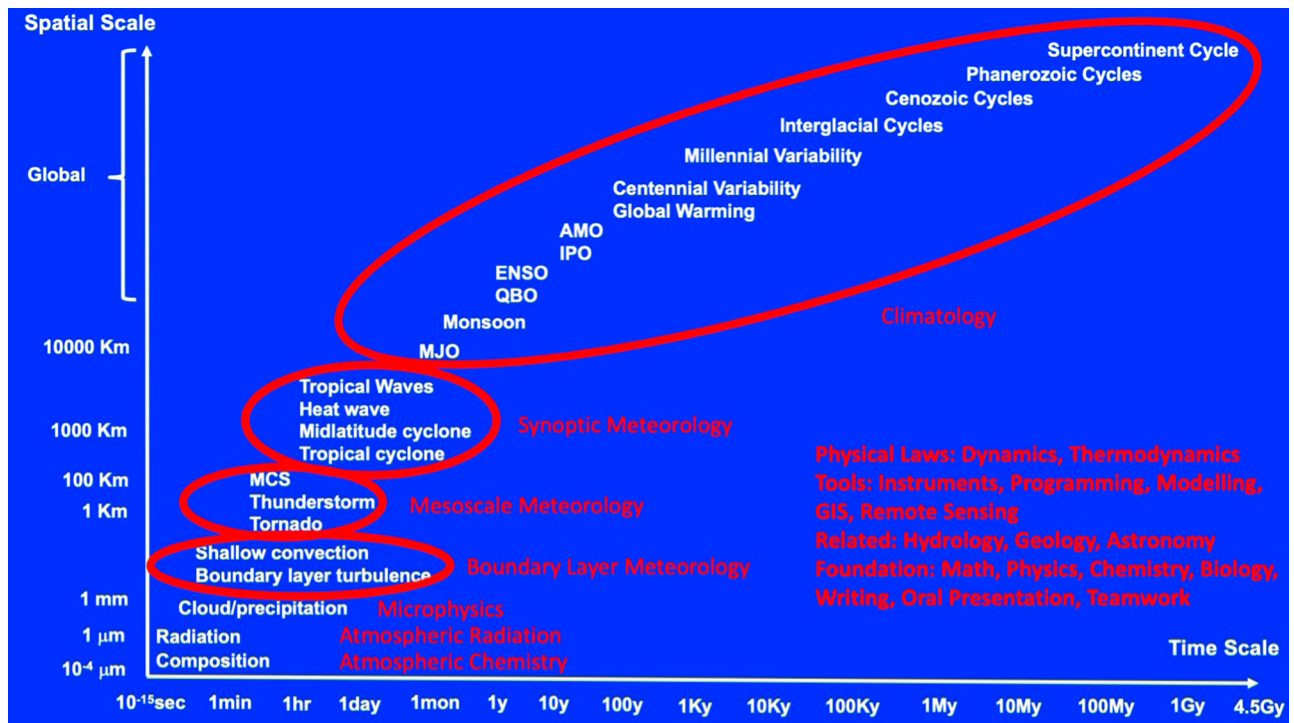 Spatial Scale
Supercontinent Cycle
Phanerozoic Cycles
Cenozoic Cycles
Interglacial Cycles
Millennial Variability
Global
Centennial Variability
Global Warming
AMO
IPO
ENSO
QBO
Monsoon
Climatology
10000 Km
MJO
Tropical Waves
Heat wave
1000 Km
Midlatitude cyclone
Tropical cyclone
Synoptic Meteorology
100 Km
MCS
Thunderstorm
1 Km
Tornado
Mesoscale Meteorology
Physical Laws: Dynamics, Thermodynamics
Tools: Instruments, Programming, Modelling,
GIS, Remote Sensing
Related: Hydrology, Geology, Astronomy
Foundation: Math, Physics, Chemistry, Biology,
Writing, Oral Presentation, Teamwork
Shallow convection
Boundary layer turbulence
Boundary Layer Meteorology
1 mm
Cloud/precipitation
Microphysics
1 μm
Radiation
Atmospheric Radiation
10⁻⁴ μm
Composition
Atmospheric Chemistry
Time Scale
10⁻¹⁵sec 1min 1hr 1day 1mon 1y 10y 100y 1Ky 10Ky 100Ky 1My 10My 100My 1Gy 4.5Gy